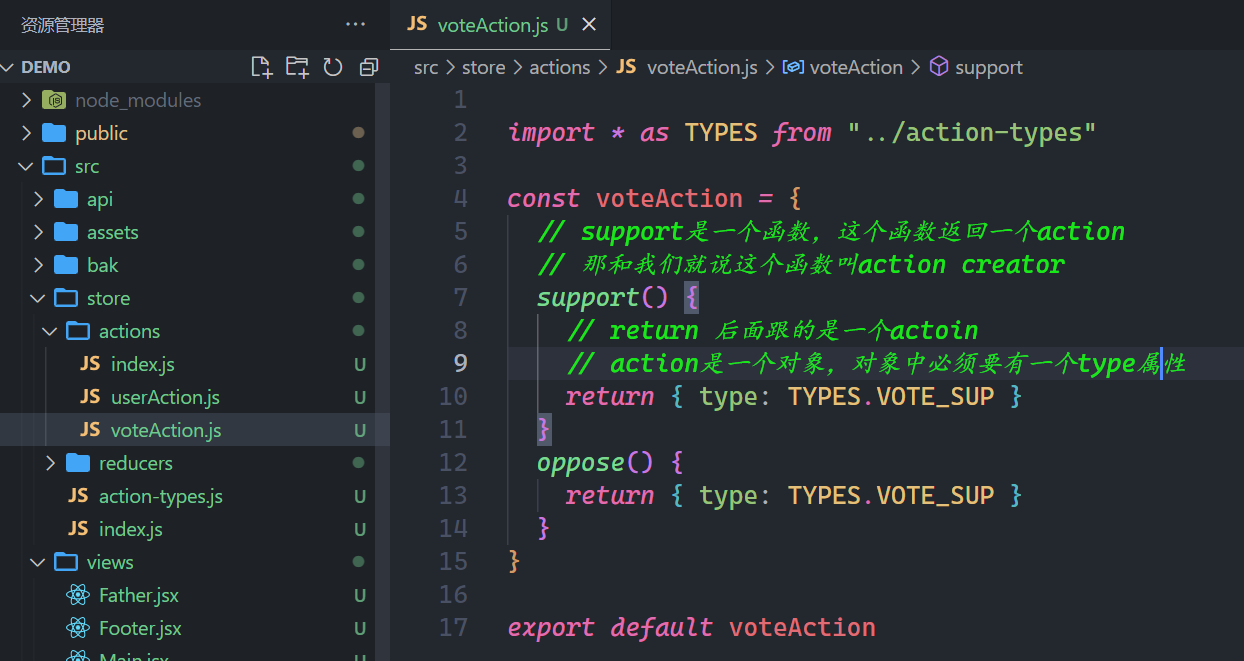 资源管理器
JS voteAction.js U
DEMO
src > store > actions > JS voteAction.js > voteAction > support
node_modules
public
src
api
assets
bak
store
actions
JS index.js U
JS userAction.js U
JS voteAction.js U
reducers
JS action-types.js U
JS index.js U
views
Father.jsx U
Footer.jsx U
Main.jsx U
1
2 import * as TYPES from "../action-types"
3
4 const voteAction = {
5 // support是一个函数，这个函数返回一个action
6 // 那和我们就说这个函数叫action creator
7 support() {
8 // return 后面跟的是一个actoin
9 // action是一个对象，对象中必须要有一个type属性
10 return { type: TYPES.VOTE_SUP }
11 }
12 oppose() {
13 return { type: TYPES.VOTE_SUP }
14 }
15 }
16
17 export default voteAction